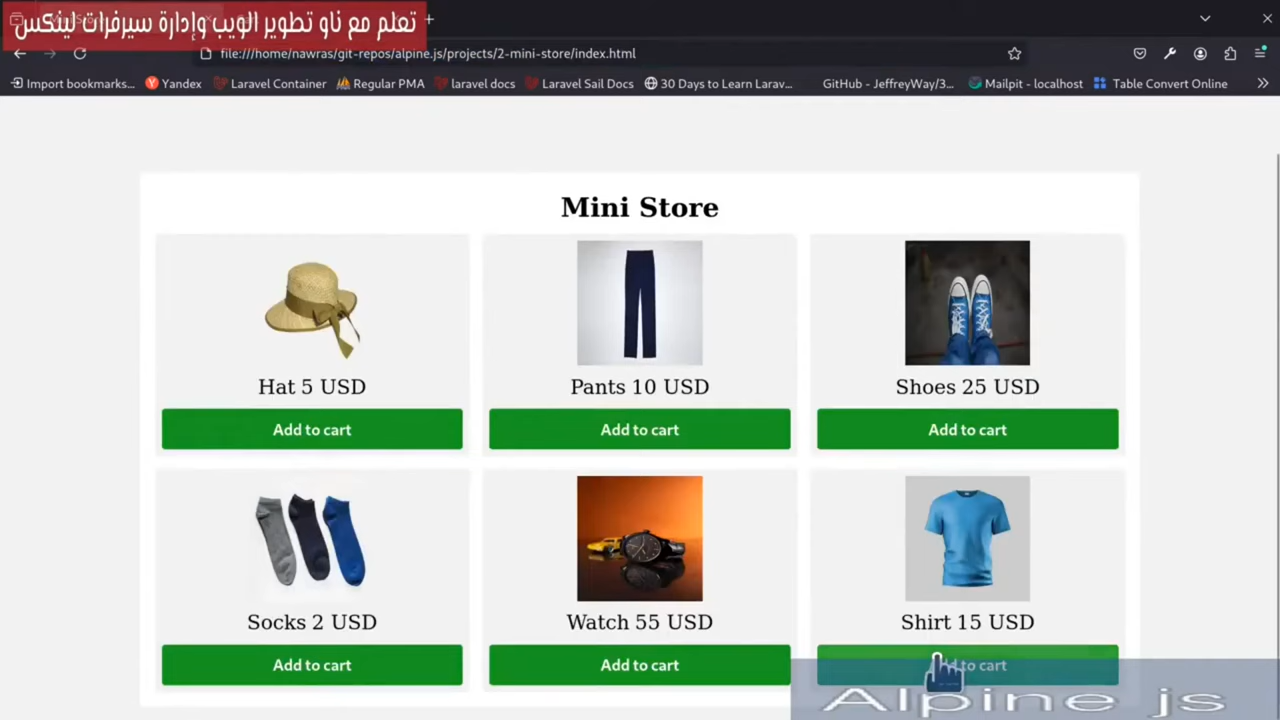 تعلم مع ناو تطوير الويب وإدارة سيرفرات لينكس
file:///home/nawras/git-repos/alpine.js/projects/2-mini-store/index.html
Import bookmarks... Yandex Laravel Container Regular PMA laravel docs Laravel Sail Docs 30 Days to Learn Larav... GitHub - JeffreyWay/3... Mailpit - localhost Table Convert Online
Mini Store
Hat 5 USD
Pants 10 USD
Shoes 25 USD
Add to cart
Add to cart
Add to cart
Socks 2 USD
Watch 55 USD
Shirt 15 USD
Add to cart
Add to cart
to cart
Alpine js